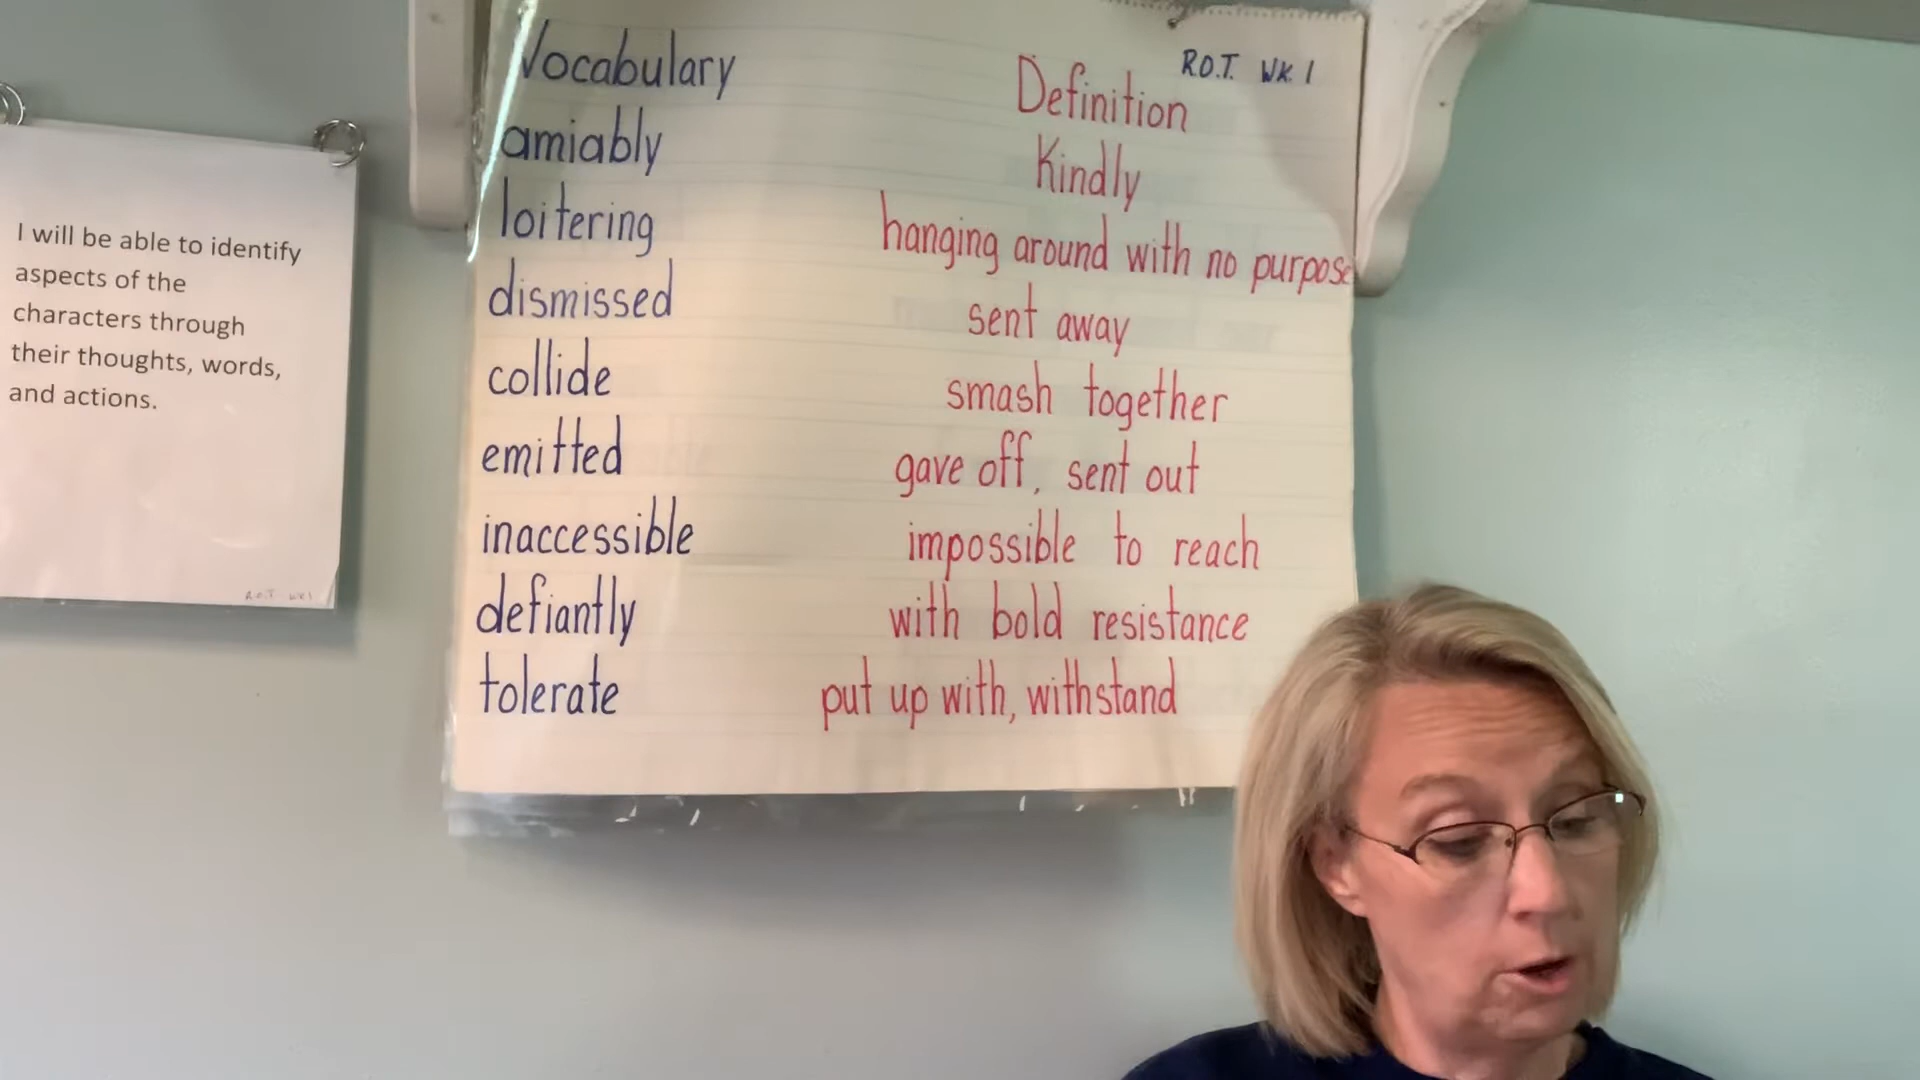 I will be able to identify
aspects of the
characters through
their thoughts, words,
and actions.
R.O.T. WK 1
R.O.T. WK. 1
Vocabulary Definition
amiably Kindly
loitering hanging around with no purpose
dismissed sent away
collide smash together
emitted gave off, sent out
inaccessible impossible to reach
defiantly with bold resistance
tolerate put up with, withstand